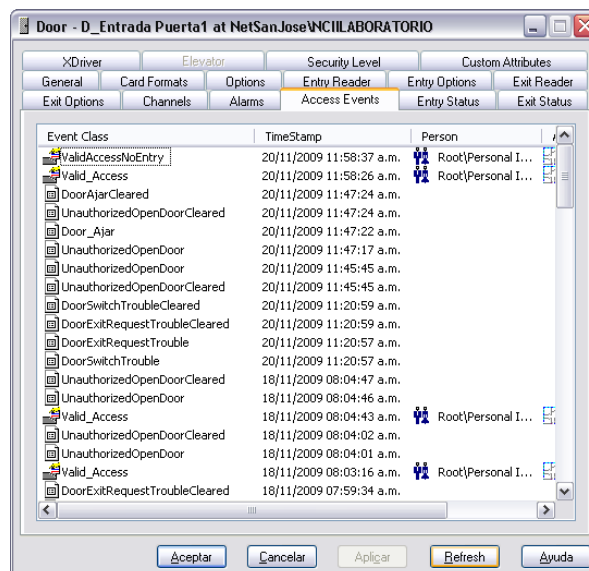 Door - D_Entrada Puerta1 at NetSanJose\NCIILABORATORIO
XDriver Elevator Security Level Custom Attributes
General Card Formats Options Entry Reader Entry Options Exit Reader
Exit Options Channels Alarms Access Events Entry Status Exit Status
Event Class TimeStamp Person
ValidAccessNoEntry 20/11/2009 11:58:37 a.m. Root\Personal I...
Valid_Access 20/11/2009 11:58:26 a.m. Root\Personal I...
DoorAjarCleared 20/11/2009 11:47:24 a.m.
UnauthorizedOpenDoorCleared 20/11/2009 11:47:24 a.m.
Door_Ajar 20/11/2009 11:47:22 a.m.
UnauthorizedOpenDoor 20/11/2009 11:47:17 a.m.
UnauthorizedOpenDoor 20/11/2009 11:45:45 a.m.
UnauthorizedOpenDoorCleared 20/11/2009 11:45:45 a.m.
DoorSwitchTroubleCleared 20/11/2009 11:20:59 a.m.
DoorExitRequestTroubleCleared 20/11/2009 11:20:59 a.m.
DoorExitRequestTrouble 20/11/2009 11:20:57 a.m.
DoorSwitchTrouble 20/11/2009 11:20:57 a.m.
UnauthorizedOpenDoorCleared 18/11/2009 08:04:47 a.m.
UnauthorizedOpenDoor 18/11/2009 08:04:46 a.m.
Valid_Access 18/11/2009 08:04:43 a.m. Root\Personal I...
UnauthorizedOpenDoorCleared 18/11/2009 08:04:02 a.m.
UnauthorizedOpenDoor 18/11/2009 08:04:01 a.m.
Valid_Access 18/11/2009 08:03:16 a.m. Root\Personal I...
DoorExitRequestTroubleCleared 18/11/2009 07:59:34 a.m.
Aceptar Cancelar Aplicar Refresh Ayuda